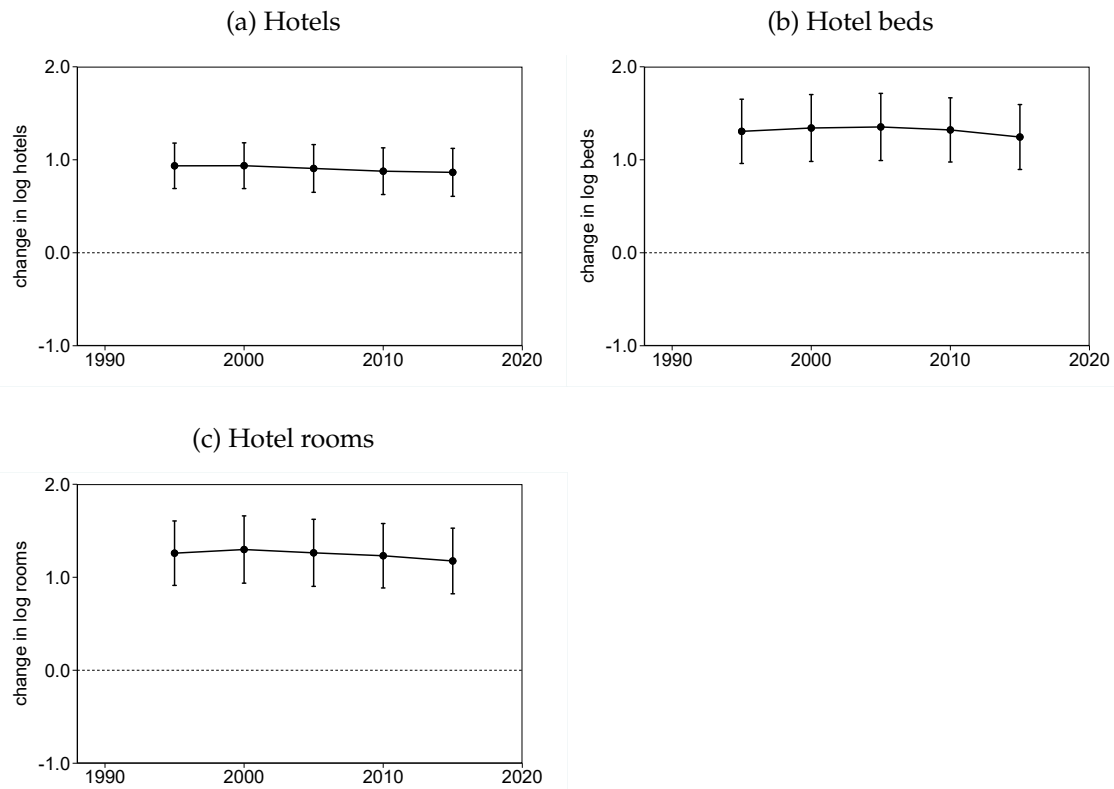 (a) Hotels
2.0
1.0
0.0
-1.0
change in log hotels
1990 2000 2010 2020
(b) Hotel beds
2.0
1.0
0.0
-1.0
change in log beds
1990 2000 2010 2020
(c) Hotel rooms
2.0
1.0
0.0
-1.0
change in log rooms
1990 2000 2010 2020